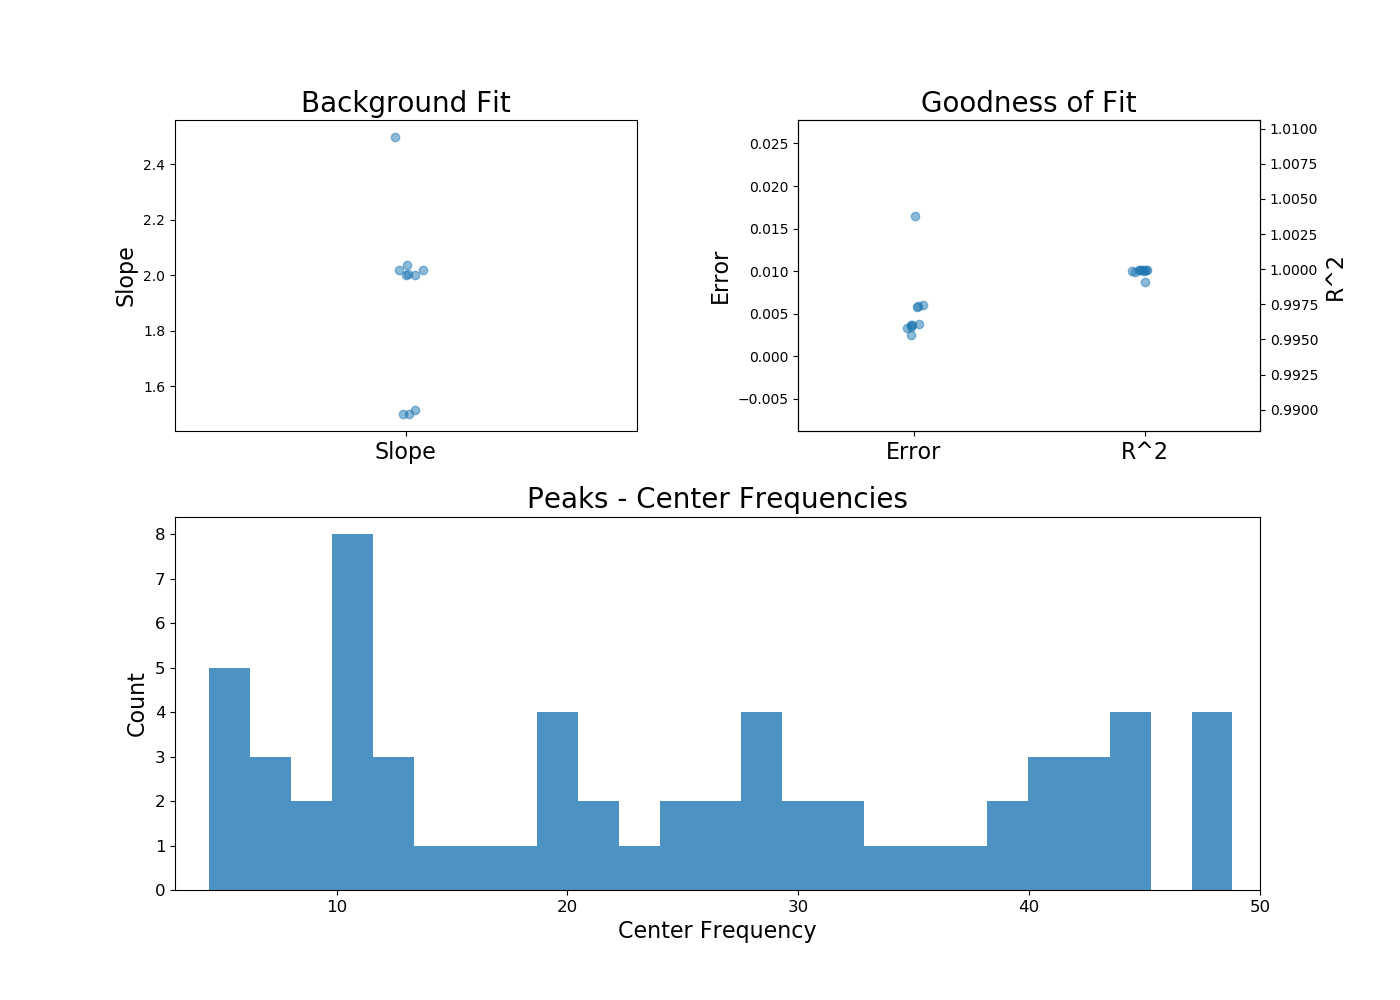 Background Fit
Slope
2.4
2.2
2.0
1.8
1.6
Slope
Goodness of Fit
Error
0.025
0.020
0.015
0.010
0.005
0.000
−0.005
1.0100
1.0075
1.0050
1.0025
1.0000
0.9975
0.9950
0.9925
0.9900
R^2
Error R^2
Peaks - Center Frequencies
Count
8
7
6
5
4
3
2
1
0
10 20 30 40 50
Center Frequency